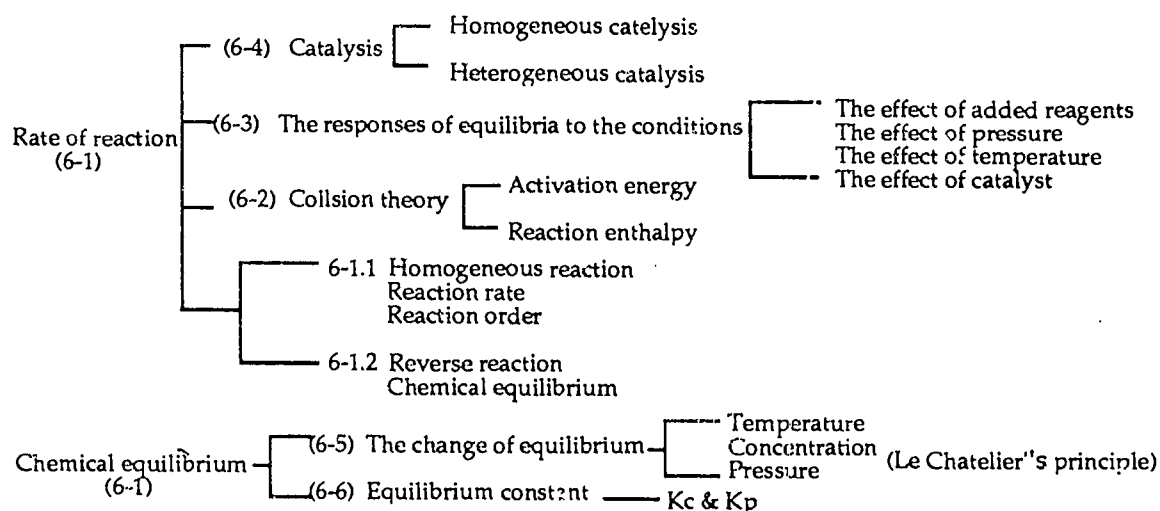 (6-4) Catalysis
Homogeneous catelysis
Heterogeneous catalysis
Rate of reaction
(6-1)
(6-3) The responses of equilibria to the conditions
The effect of added reagents
The effect of pressure
The effect of temperature
The effect of catalyst
(6-2) Collsion theory
Activation energy
Reaction enthalpy
6-1.1 Homogeneous reaction
Reaction rate
Reaction order
6-1.2 Reverse reaction
Chemical equilibrium
Chemical equilibrium
(6-1)
(6-5) The change of equilibrium
Temperature
Concentration
Pressure
(Le Chatelier"s principle)
(6-6) Equilibrium constant
Kc & Kp